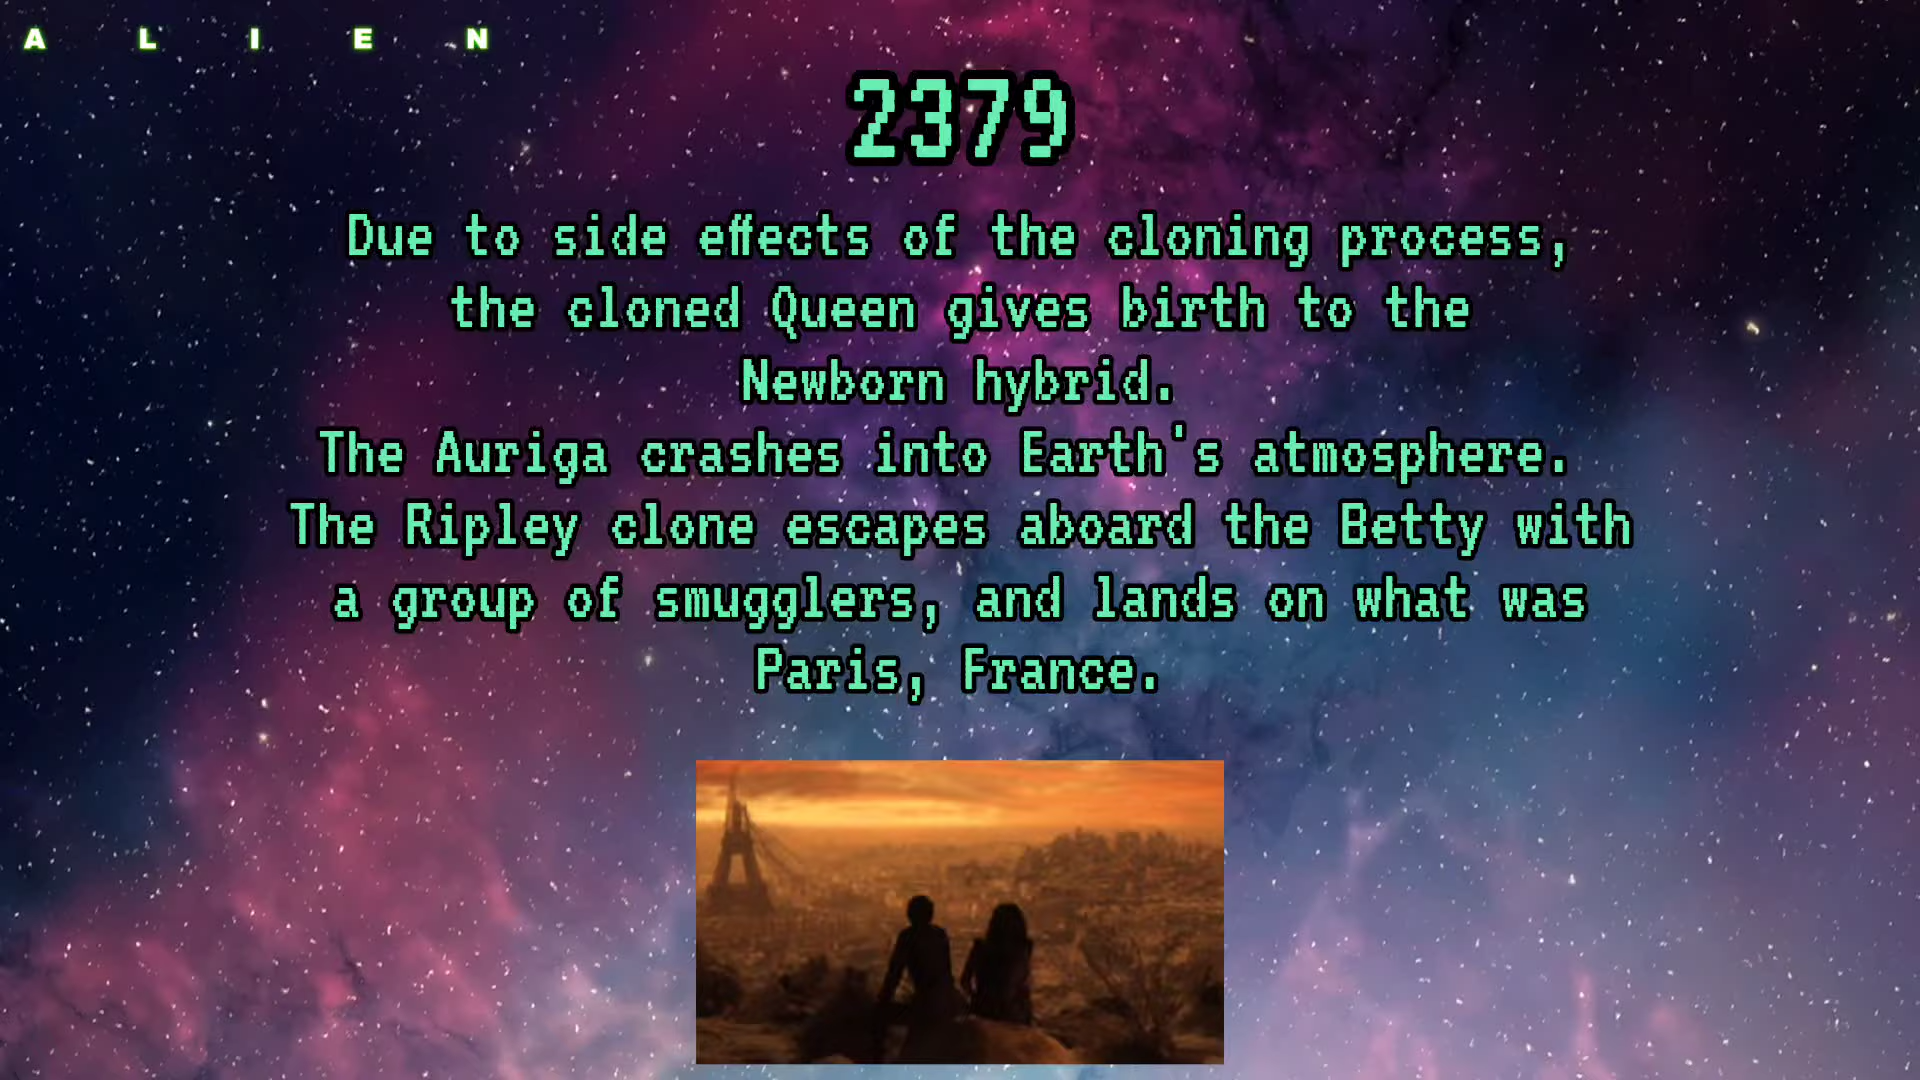 A L I E N
2379
Due to side effects of the cloning process,
the cloned Queen gives birth to the
Newborn hybrid.
The Auriga crashes into Earth's atmosphere.
The Ripley clone escapes aboard the Betty with
a group of smugglers, and lands on what was
Paris, France.